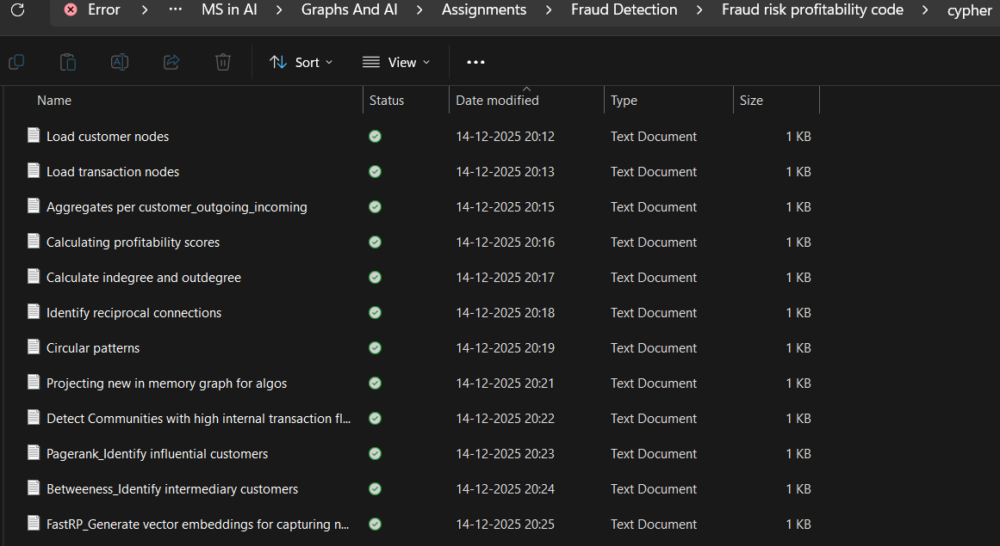 Error > ... MS in AI > Graphs And AI > Assignments > Fraud Detection > Fraud risk profitability code > cypher
Sort View ...
Name Status Date modified Type Size
Load customer nodes 14-12-2025 20:12 Text Document 1 KB
Load transaction nodes 14-12-2025 20:13 Text Document 1 KB
Aggregates per customer_outgoing_incoming 14-12-2025 20:15 Text Document 1 KB
Calculating profitability scores 14-12-2025 20:16 Text Document 1 KB
Calculate indegree and outdegree 14-12-2025 20:17 Text Document 1 KB
Identify reciprocal connections 14-12-2025 20:18 Text Document 1 KB
Circular patterns 14-12-2025 20:19 Text Document 1 KB
Projecting new in memory graph for algos 14-12-2025 20:21 Text Document 1 KB
Detect Communities with high internal transaction fl... 14-12-2025 20:22 Text Document 1 KB
Pagerank_Identify influential customers 14-12-2025 20:23 Text Document 1 KB
Betweeness_Identify intermediary customers 14-12-2025 20:24 Text Document 1 KB
FastRP_Generate vector embeddings for capturing n... 14-12-2025 20:25 Text Document 1 KB